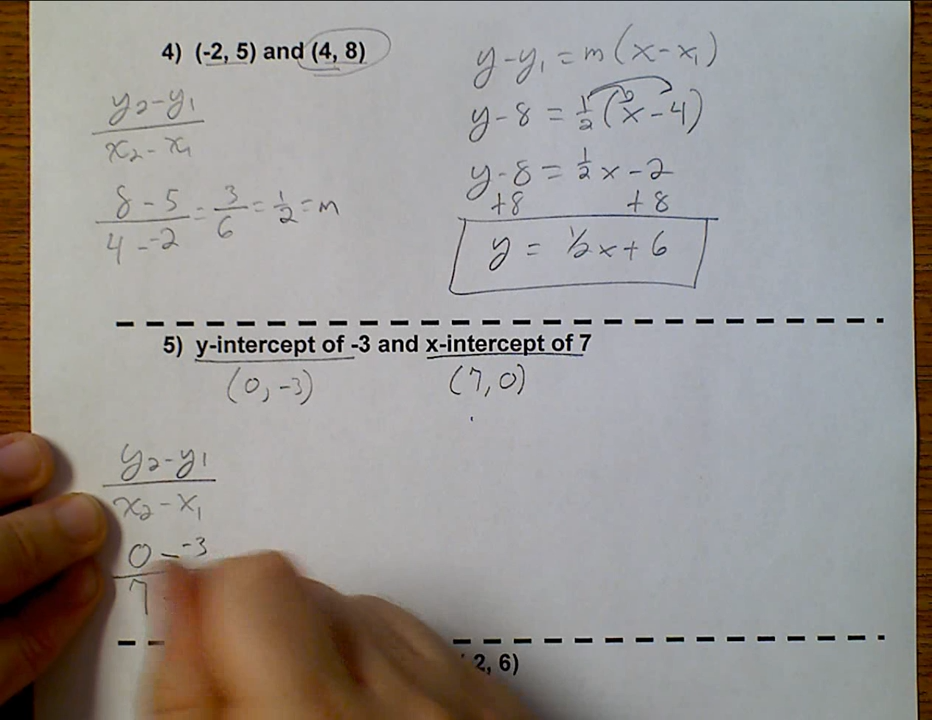 4) (-2, 5) and (4, 8)
y₂-y₁
x₂-x₁
8-5
4--2
= 3/6 = 1/2 = m
y-y₁ = m(x-x₁)
y-8 = 1/2(x-4)
y-8 = 1/2 x - 2
+8 +8
y = 1/2 x + 6
5) y-intercept of -3 and x-intercept of 7
(0, -3) (7, 0)
y₂-y₁
x₂-x₁
0--3
7
2, 6)